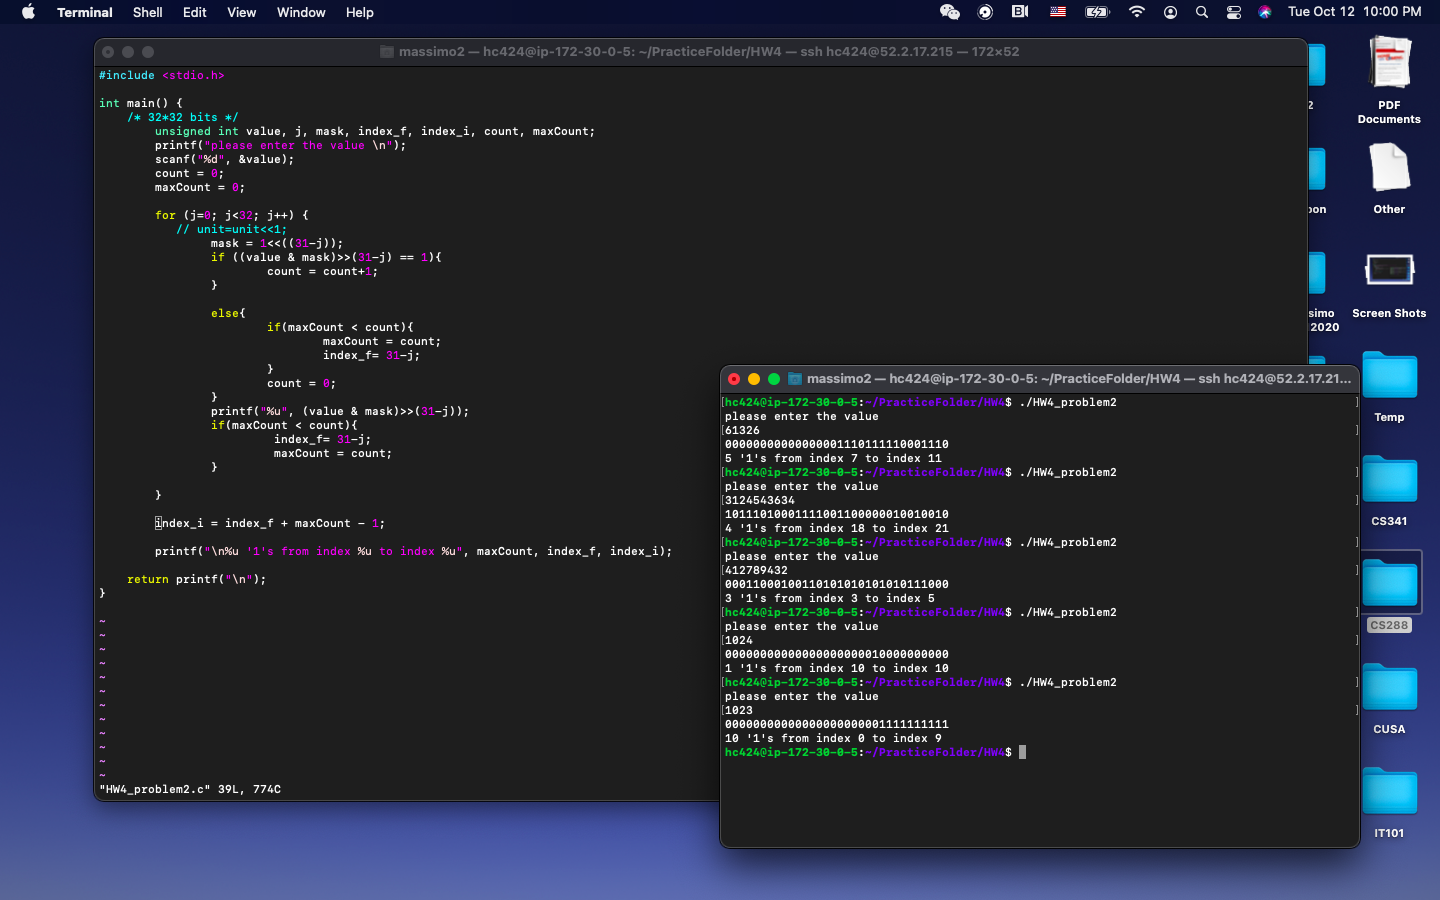 Terminal Shell Edit View Window Help Tue Oct 12 10:00 PM
massimo2 — hc424@ip-172-30-0-5: ~/PracticeFolder/HW4 — ssh hc424@52.2.17.215 — 172×52
#include <stdio.h>
int main() {
/* 32*32 bits */
unsigned int value, j, mask, index_f, index_i, count, maxCount;
printf("please enter the value \n");
scanf("%d", &value);
count = 0;
maxCount = 0;
for (j=0; j<32; j++) {
// unit=unit<<1;
mask = 1<<((31-j));
if ((value & mask)>>(31-j) == 1){
count = count+1;
}
else{
if(maxCount < count){
maxCount = count;
index_f= 31-j;
}
count = 0;
}
printf("%u", (value & mask)>>(31-j));
if(maxCount < count){
index_f= 31-j;
maxCount = count;
}
}
index_i = index_f + maxCount - 1;
printf("\n%u '1's from index %u to index %u", maxCount, index_f, index_i);
return printf("\n");
}
~
~
~
~
~
~
~
~
~
~
~
~
"HW4_problem2.c" 39L, 774C
massimo2 — hc424@ip-172-30-0-5: ~/PracticeFolder/HW4 — ssh hc424@52.2.17.21...
[hc424@ip-172-30-0-5:~/PracticeFolder/HW4$ ./HW4_problem2 ]
please enter the value
[61326 ]
00000000000000001110111110001110
5 '1's from index 7 to index 11
[hc424@ip-172-30-0-5:~/PracticeFolder/HW4$ ./HW4_problem2 ]
please enter the value
[3124543634 ]
10111010001111001100000010010010
4 '1's from index 18 to index 21
[hc424@ip-172-30-0-5:~/PracticeFolder/HW4$ ./HW4_problem2 ]
please enter the value
[412789432 ]
00011000100110101010101010111000
3 '1's from index 3 to index 5
[hc424@ip-172-30-0-5:~/PracticeFolder/HW4$ ./HW4_problem2 ]
please enter the value
[1024 ]
00000000000000000000010000000000
1 '1's from index 10 to index 10
[hc424@ip-172-30-0-5:~/PracticeFolder/HW4$ ./HW4_problem2 ]
please enter the value
[1023 ]
00000000000000000000001111111111
10 '1's from index 0 to index 9
hc424@ip-172-30-0-5:~/PracticeFolder/HW4$
2
2020
PDF
Documents
Other
Screen Shots
Temp
CS341
CS288
CUSA
IT101